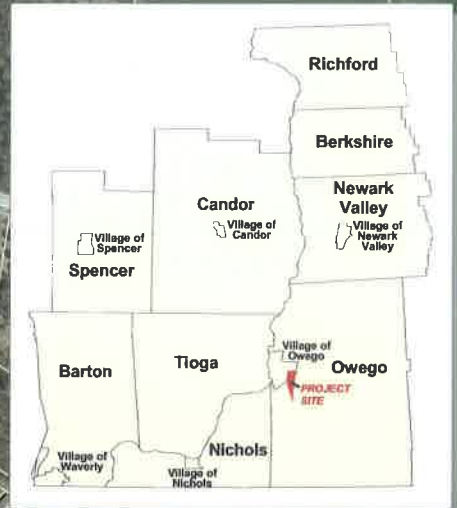 Richford
Berkshire
Newark
Valley
Village of
Newark
Valley
Candor
Village of
Candor
Village of
Spencer
Spencer
Village of
Owego
Owego
PROJECT
SITE
Tioga
Barton
Nichols
Village of
Nichols
Village of
Waverly